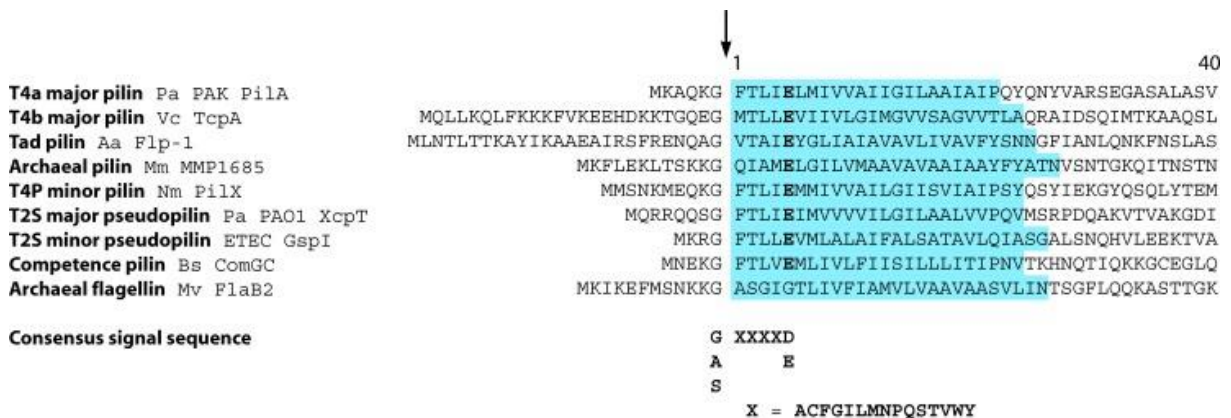 1 40
T4a major pilin Pa PAK PilA MKAQKG FTLIELMIVVAIIGILAAIAIPQYQNYVARSEGASALASV
T4b major pilin Vc TcpA MQLLKQLFKKKFVKEEHDKKTGQEG MTLLEVIIVLGIMGVVSAGVVTLAQRAIDSQIMTKAAQSL
Tad pilin Aa Flp-1 MLNTLTTKAYIKAAEAIRSFRENQAG VTAIEYGLIAIAVAVLIVAVFYSNNGFIANLQNKFNSLAS
Archaeal pilin Mm MMP1685 MKFLEKLTSKKG QIAMELGILVMAAVAVAAIAAYFYATNVSNTGKQITNSTN
T4P minor pilin Nm PilX MMSNKMEQKG FTLIEMMIVVAILGIISVIAIPSYQSYIEKGYQSQLYTEM
T2S major pseudopilin Pa PAO1 XcpT MQRRQQSG FTLIEIMVVVVILGILAALVVPQVMSRPDQAKVTVAKGDI
T2S minor pseudopilin ETEC GspI MKRG FTLLEVMLALAIFALSATAVLQIASGALSNQHVLEEKTVA
Competence pilin Bs ComGC MNEKG FTLVEMLIVLFIISILLLITIPNVTKHNQTIQKKGCEGLQ
Archaeal flagellin Mv FlaB2 MKIKEFMSNKKG ASGIGTLIVFIAMVLVAAVAASVLINTSGFLQQKASTTGK
Consensus signal sequence G XXXXD
A E
S
X = ACFGILMNPQSTVWY